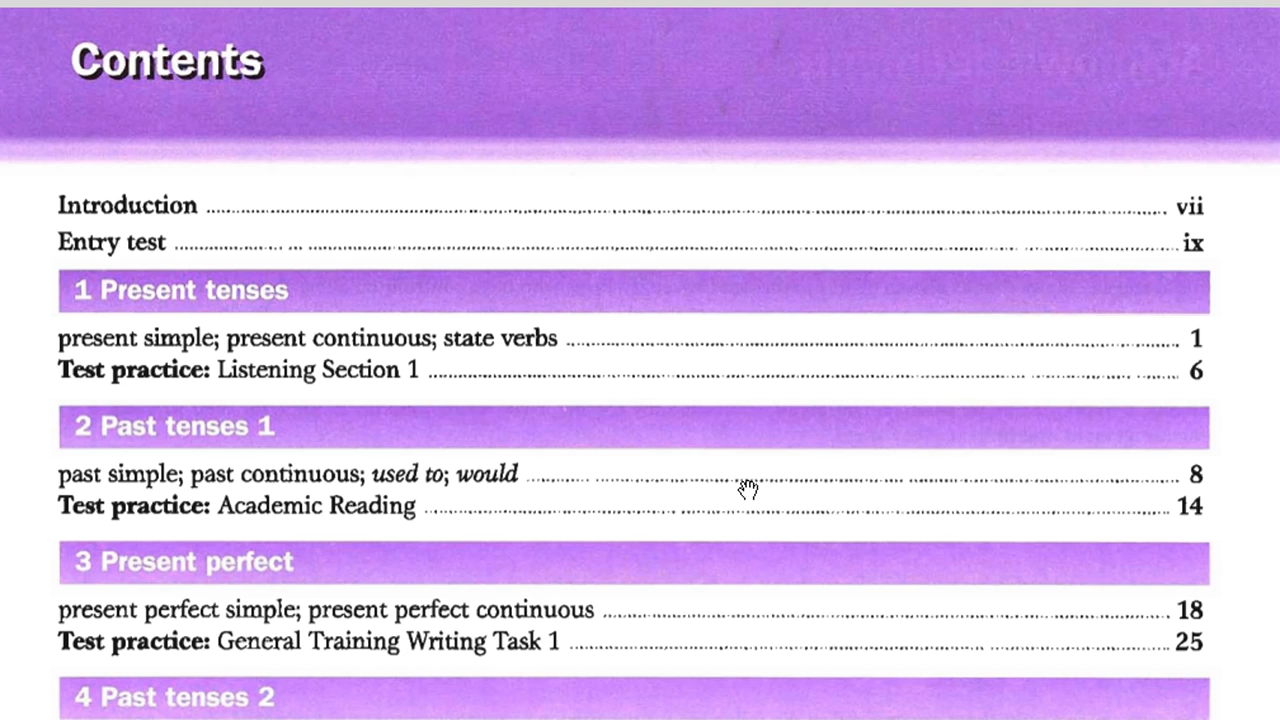 Contents
Introduction ........ vii
Entry test ........ ix
1 Present tenses
present simple; present continuous; state verbs ........ 1
Test practice: Listening Section 1 ........ 6
2 Past tenses 1
past simple; past continuous; used to; would ........ 8
Test practice: Academic Reading ........ 14
3 Present perfect
present perfect simple; present perfect continuous ........ 18
Test practice: General Training Writing Task 1 ........ 25
4 Past tenses 2